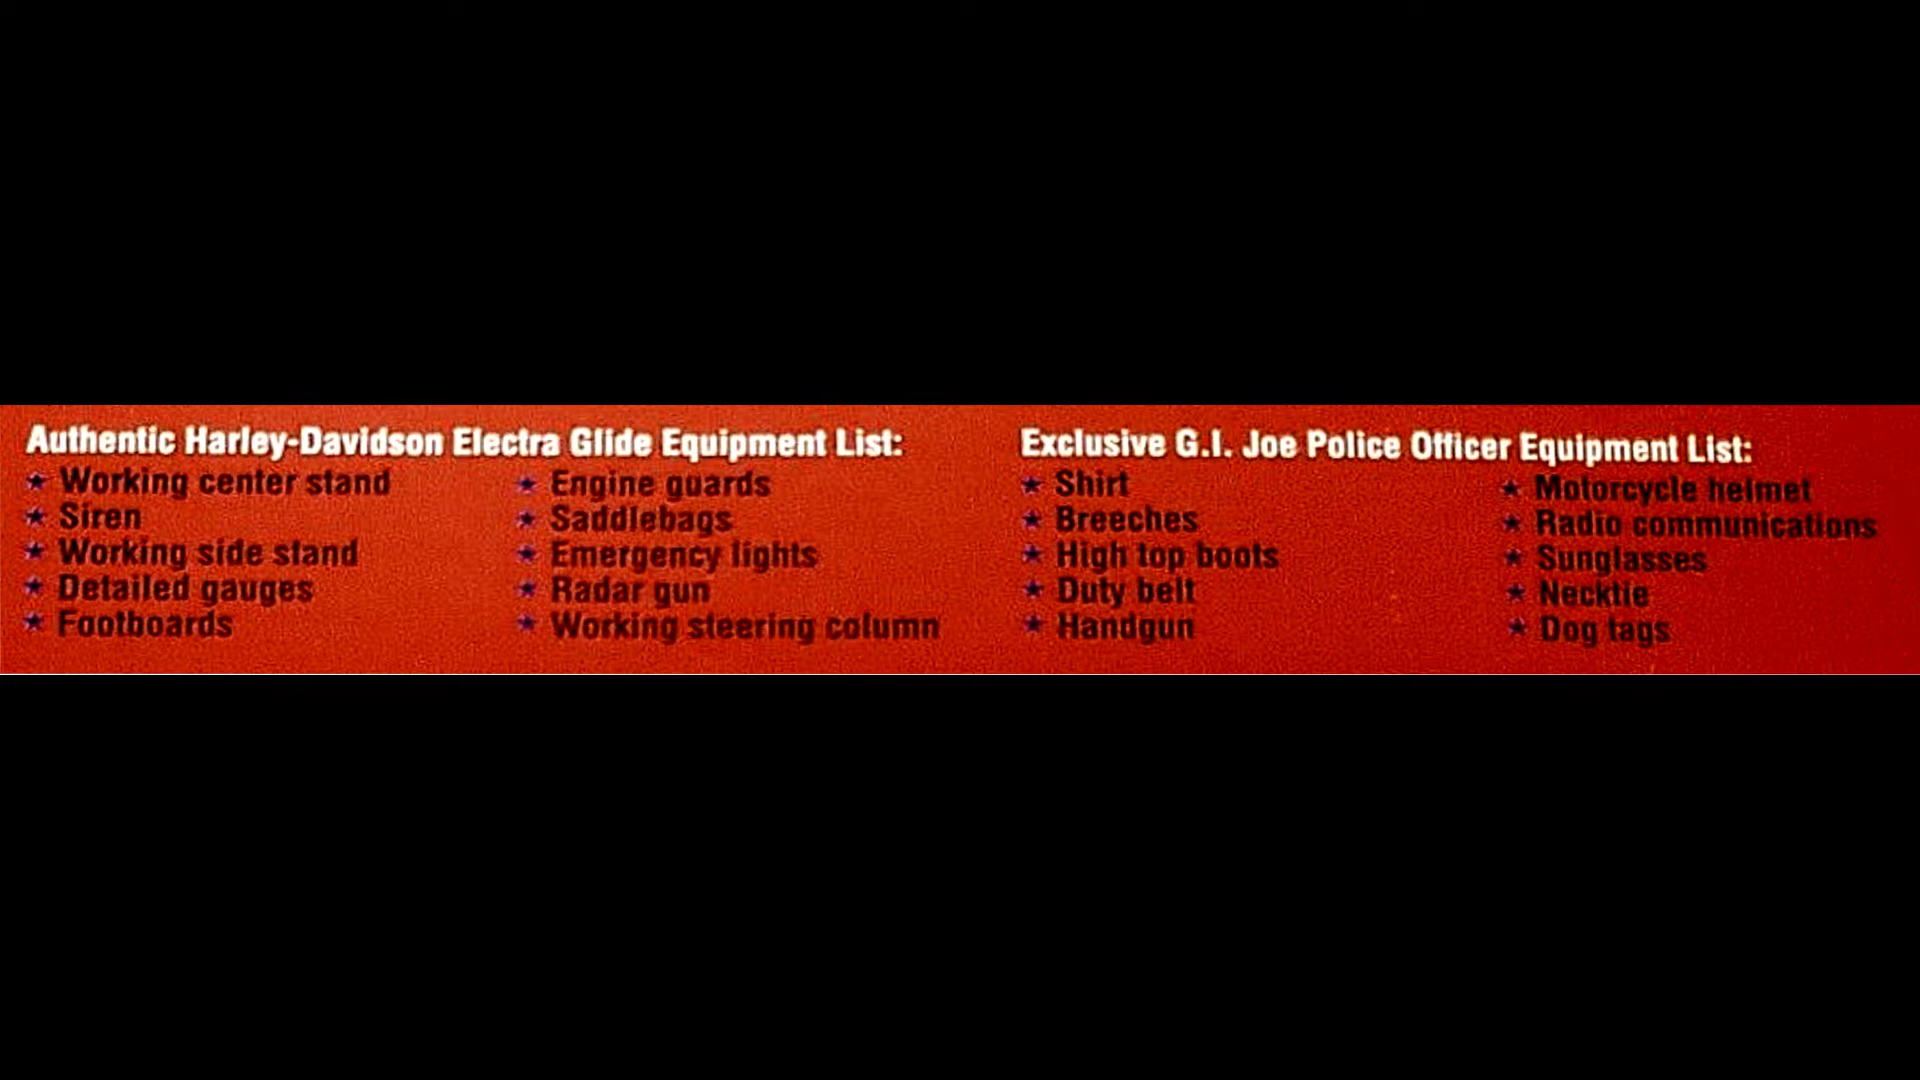 Authentic Harley-Davidson Electra Glide Equipment List:
★ Working center stand
★ Siren
★ Working side stand
★ Detailed gauges
★ Footboards
★ Engine guards
★ Saddlebags
★ Emergency lights
★ Radar gun
★ Working steering column
Exclusive G.I. Joe Police Officer Equipment List:
★ Shirt
★ Breeches
★ High top boots
★ Duty belt
★ Handgun
★ Motorcycle helmet
★ Radio communications
★ Sunglasses
★ Necktie
★ Dog tags